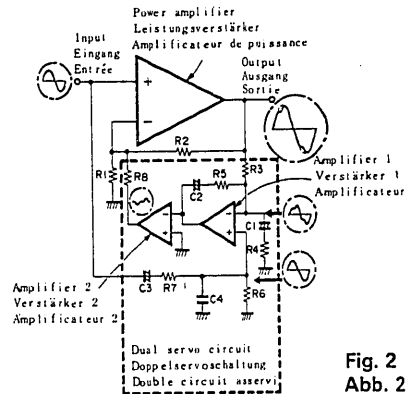 Power amplifier
Leistungsverstärker
Amplificateur de puissance
Input
Eingang
Entrée
Output
Ausgang
Sortie
+
−
R2
R1
R8
R3
R5
C2
Amplifier 1
Verstärker 1
Amplificateur
−
+
−
+
C1
R4
Amplifier 2
Verstärker 2
Amplificateur 2
C3
R7
C4
R6
Dual servo circuit
Doppelservoschaltung
Double circuit asservi
Fig. 2
Abb. 2